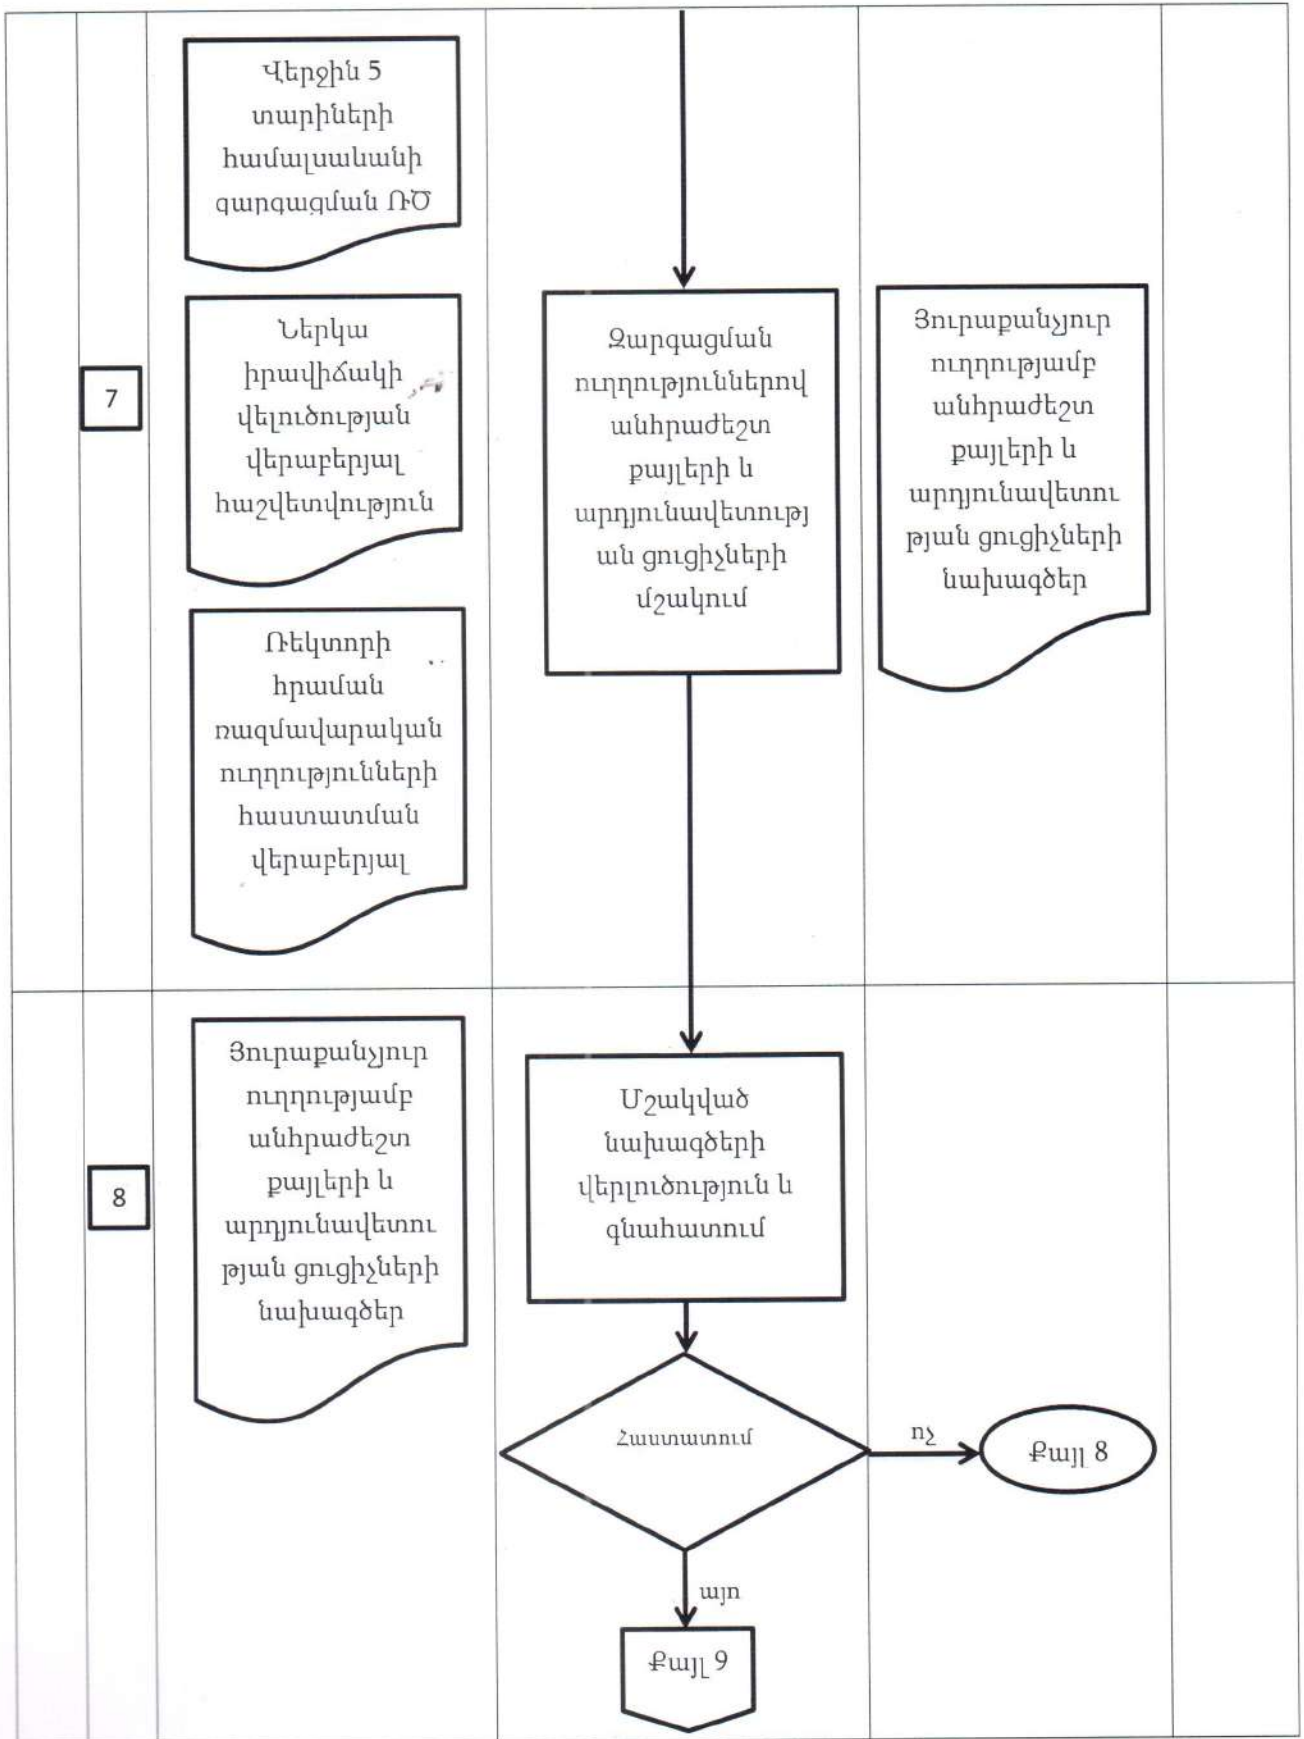 Վերջին 5
տարիների
համալսաևանի
զարգացման ՌԾ
7
Ներկա
իրավիճակի
վելուծության
վերաբերյալ
հաշվետվություն
Ռեկտորի
հրաման
ռազմավարական
ուղղությունների
հաստատման
վերաբերյալ
Զարգացման
ուղղություններով
անհրաժեշտ
քայլերի և
արդյունավետությ
ան ցուցիչների
մշակում
Յուրաքանչյուր
ուղղությամբ
անհրաժեշտ
քայլերի և
արդյունավետու
թյան ցուցիչների
նախագծեր
8
Յուրաքանչյուր
ուղղությամբ
անհրաժեշտ
քայլերի և
արդյունավետու
թյան ցուցիչների
նախագծեր
Մշակված
նախագծերի
վերլուծություն և
գնահատում
Հաստատում
ոչ
Քայլ 8
այո
Քայլ 9